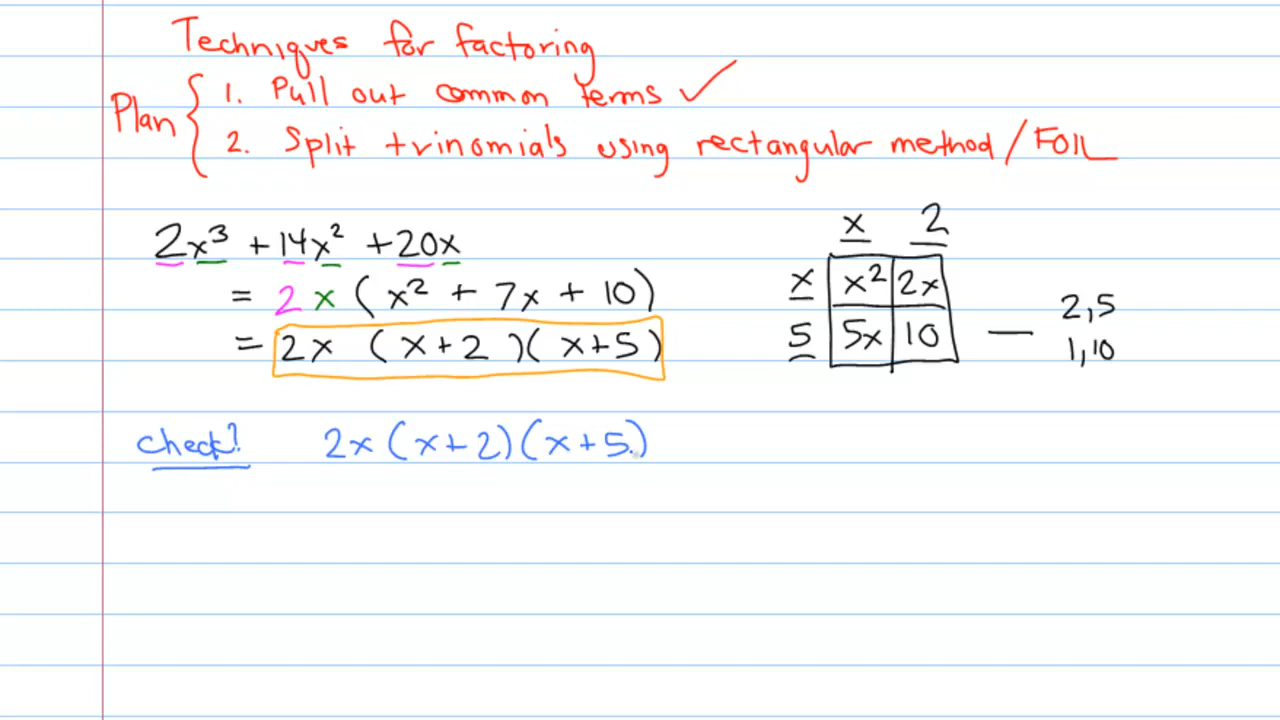 Techniques for factoring
Plan { 1. Pull out common terms ✓
2. Split trinomials using rectangular method / FOIL
2x³ + 14x² + 20x
= 2x (x² + 7x + 10)
= 2x (x+2)(x+5)
x 2
x x² 2x
5 5x 10 — 2,5
1,10
Check? 2x(x+2)(x+5)